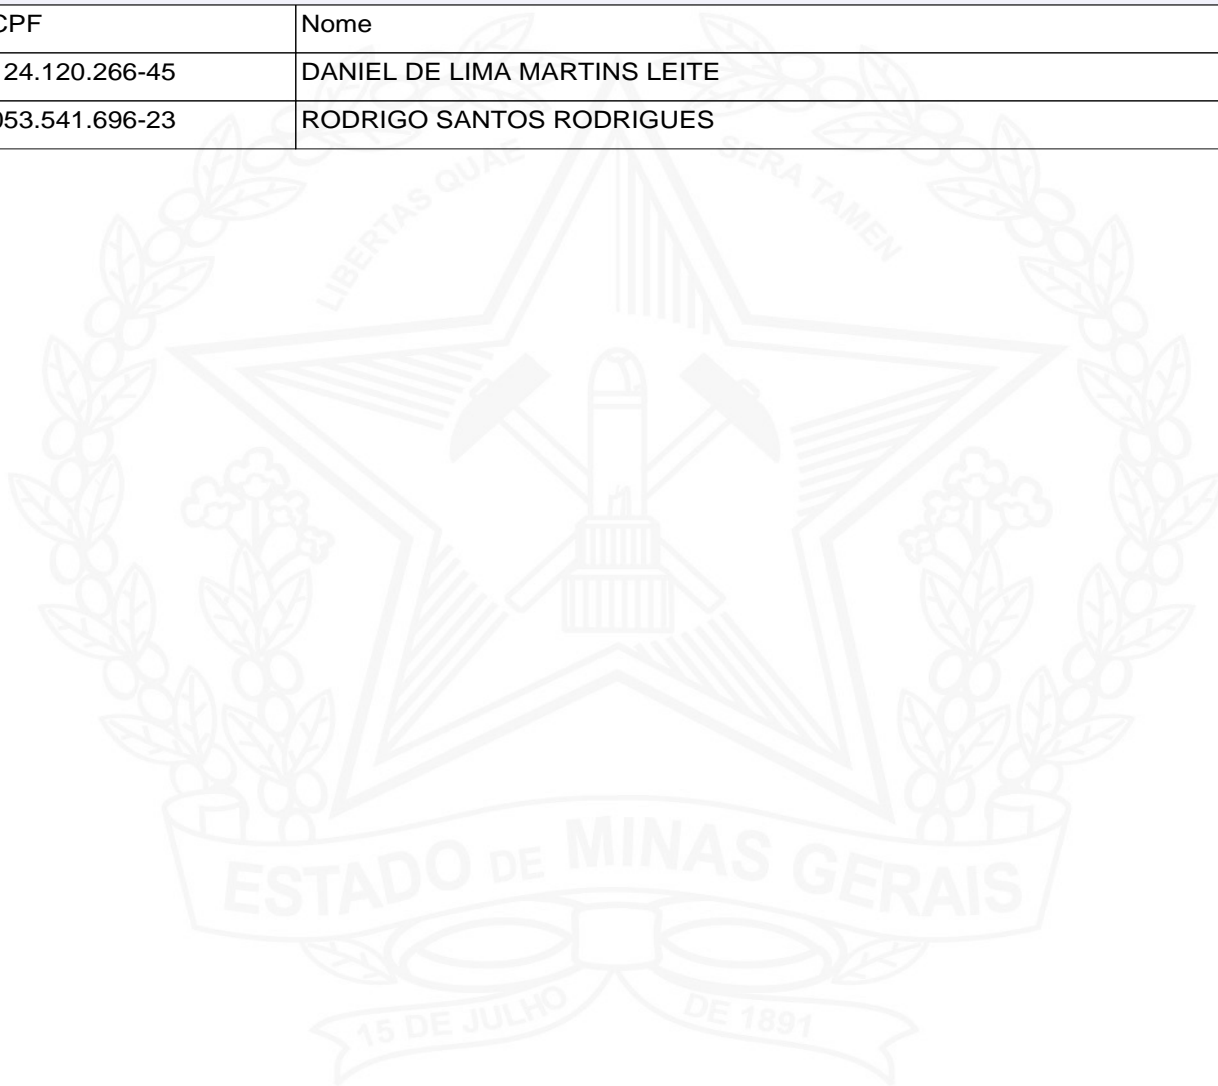 CPF Nome
24.120.266-45 DANIEL DE LIMA MARTINS LEITE
053.541.696-23 RODRIGO SANTOS RODRIGUES
LIBERTAS QUAE SERA TAMEN
ESTADO DE MINAS GERAIS
15 DE JULHO DE 1891